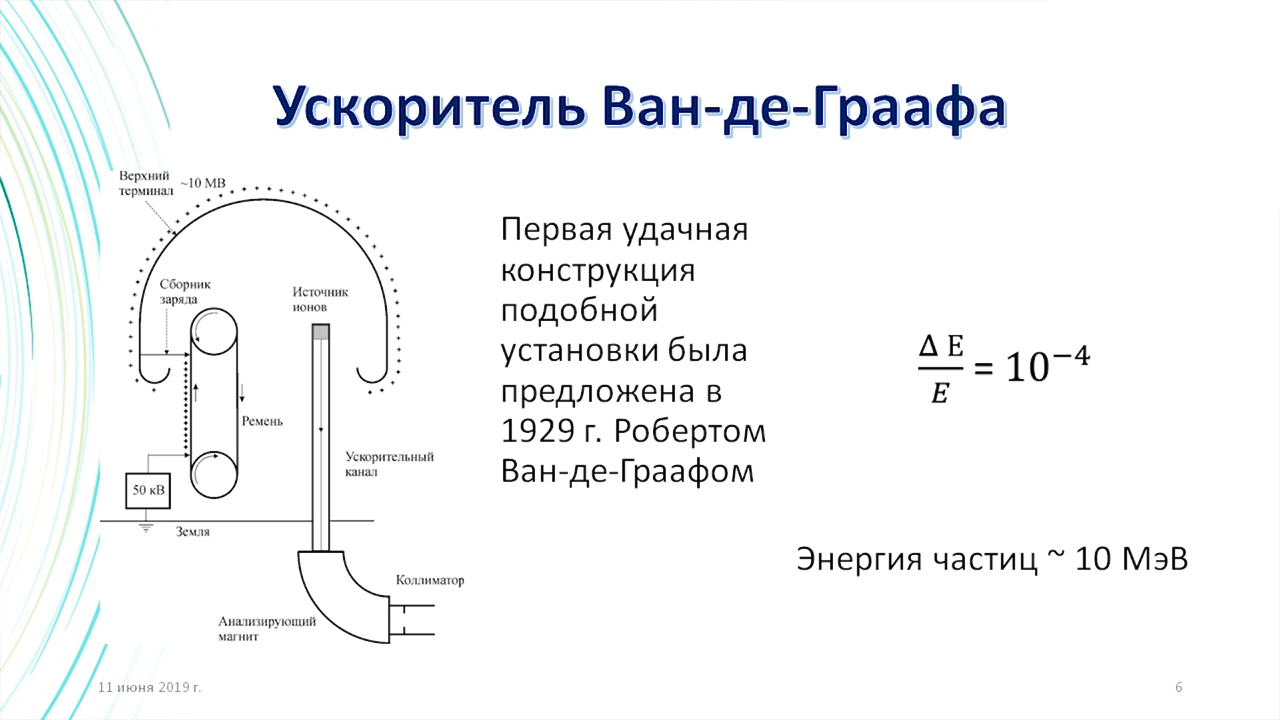 Ускоритель Ван-де-Граафа
Верхний
терминал
~10 МВ
Сборник
заряда
Источник
ионов
Ремень
Ускорительный
канал
50 кВ
Земля
Коллиматор
Анализирующий
магнит
Первая удачная
конструкция
подобной
установки была
предложена в
1929 г. Робертом
Ван-де-Граафом
Δ E / E = 10⁻⁴
Энергия частиц ~ 10 МэВ
11 июня 2019 г.
6